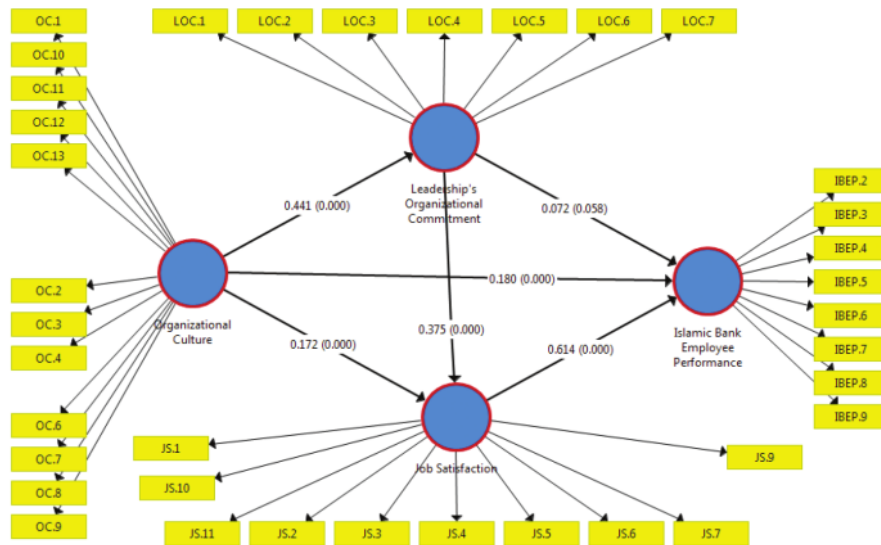 OC.1
LOC.1
LOC.2
LOC.3
LOC.4
LOC.5
LOC.6
LOC.7
OC.10
OC.11
OC.12
OC.13
Leadership's
Organizational
Commitment
0.441 (0.000)
0.072 (0.058)
IBEP.2
IBEP.3
IBEP.4
IBEP.5
IBEP.6
IBEP.7
IBEP.8
IBEP.9
0.180 (0.000)
OC.2
OC.3
OC.4
Organizational
Culture
0.375 (0.000)
0.172 (0.000)
0.614 (0.000)
Islamic Bank
Employee
Performance
OC.6
OC.7
OC.8
OC.9
JS.1
JS.10
Job Satisfaction
JS.9
JS.11
JS.2
JS.3
JS.4
JS.5
JS.6
JS.7